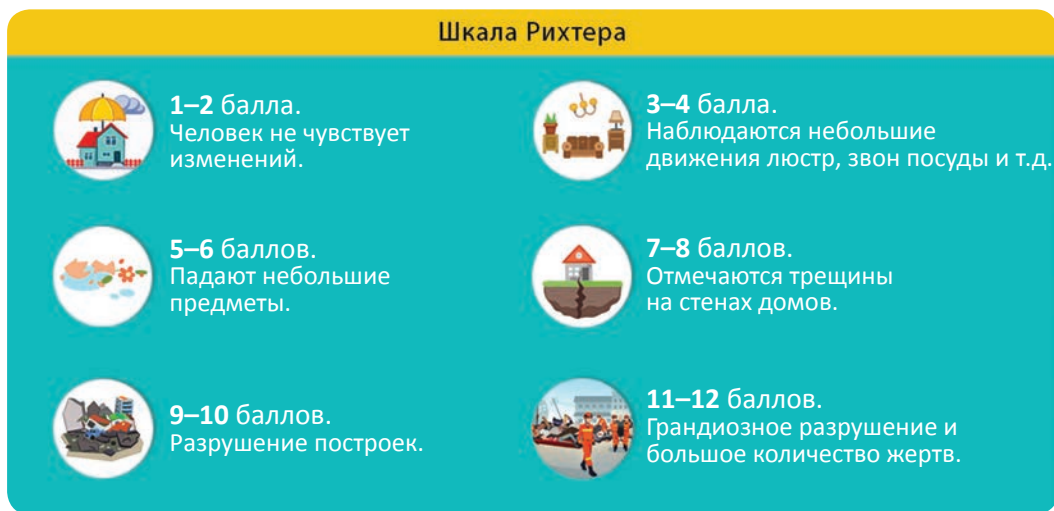 Шкала Рихтера
1–2 балла.
Человек не чувствует
изменений.
3–4 балла.
Наблюдаются небольшие
движения люстр, звон посуды и т.д.
5–6 баллов.
Падают небольшие
предметы.
7–8 баллов.
Отмечаются трещины
на стенах домов.
9–10 баллов.
Разрушение построек.
11–12 баллов.
Грандиозное разрушение и
большое количество жертв.